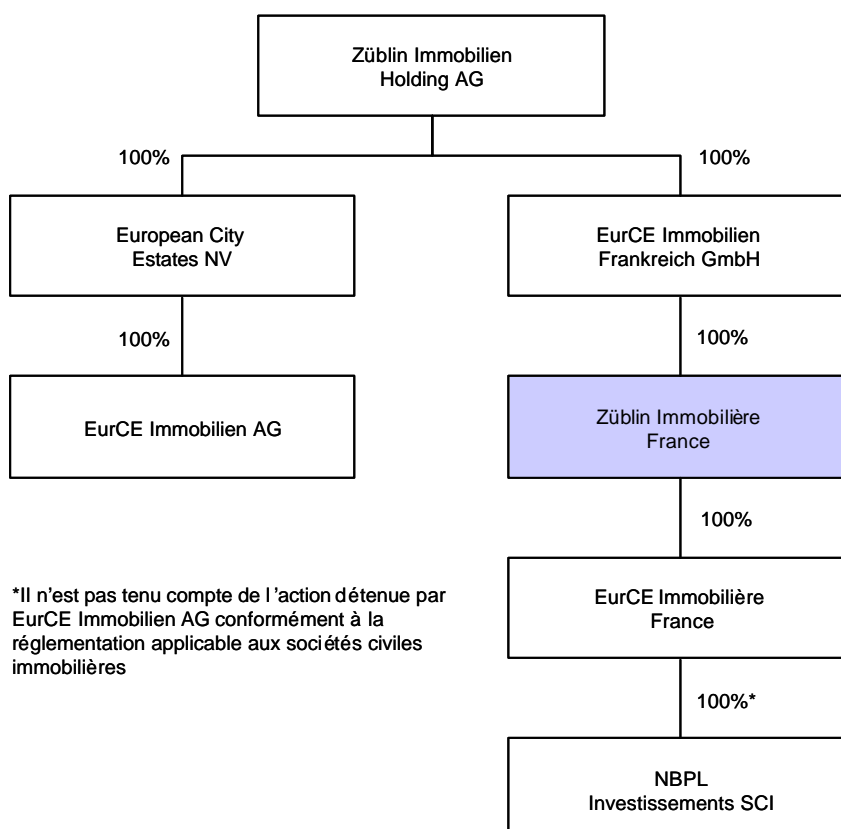 Züblin Immobilien
Holding AG
100%
100%
European City
Estates NV
EurCE Immobilien
Frankreich GmbH
100%
100%
EurCE Immobilien AG
Züblin Immobilière
France
100%
*Il n'est pas tenu compte de l'action détenue par
EurCE Immobilien AG conformément à la
réglementation applicable aux sociétés civiles
immobilières
EurCE Immobilière
France
100%*
NBPL
Investissements SCI